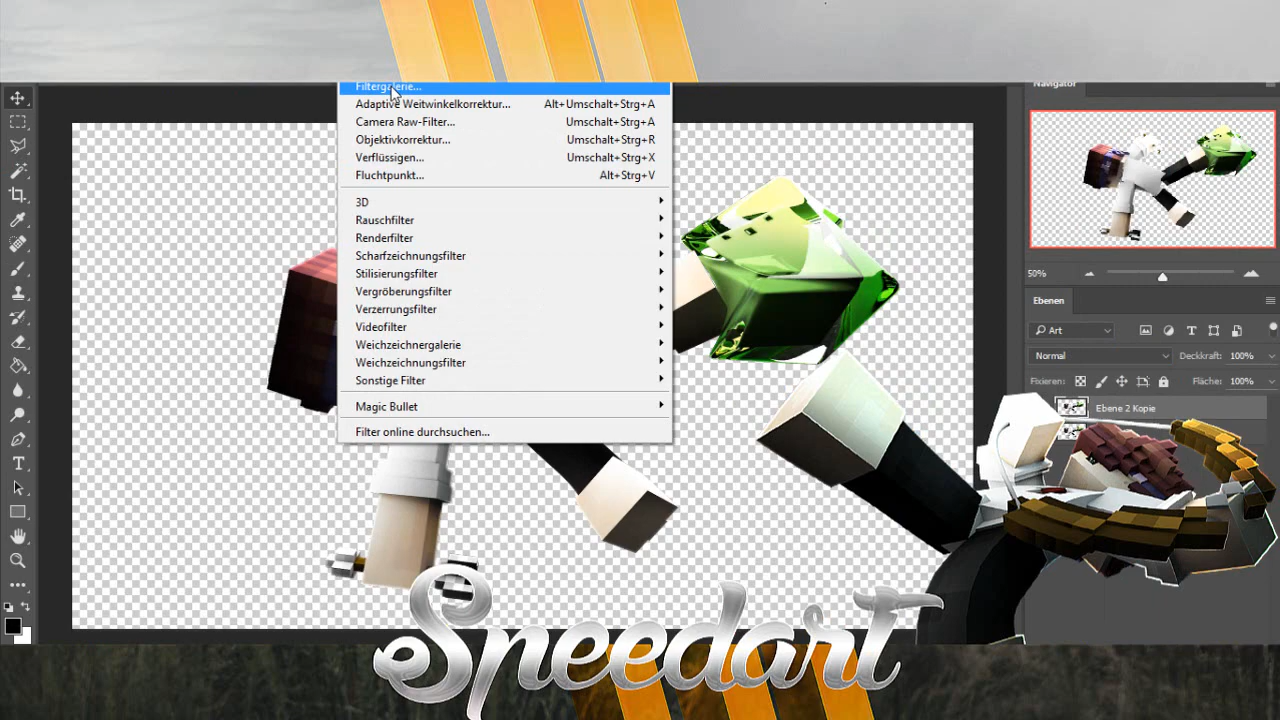 Filtergalerie...
Adaptive Weitwinkelkorrektur... Alt+Umschalt+Strg+A
Camera Raw-Filter... Umschalt+Strg+A
Objektivkorrektur... Umschalt+Strg+R
Verflüssigen... Umschalt+Strg+X
Fluchtpunkt... Alt+Strg+V
3D
Rauschfilter
Renderfilter
Scharfzeichnungsfilter
Stilisierungsfilter
Vergröberungsfilter
Verzerrungsfilter
Videofilter
Weichzeichnergalerie
Weichzeichnungsfilter
Sonstige Filter
Magic Bullet
Filter online durchsuchen...
Navigator
50%
Ebenen
Art
Normal Deckkraft: 100%
Fixieren: Fläche: 100%
Ebene 2 Kopie
Speedart